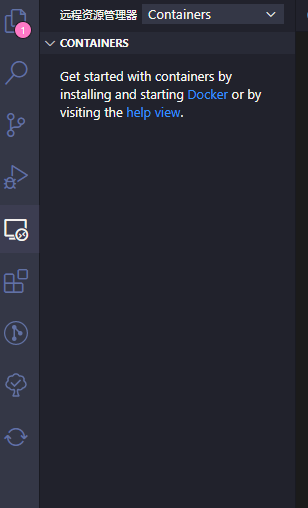 远程资源管理器 Containers
CONTAINERS
Get started with containers by
installing and starting Docker or by
visiting the help view.
1